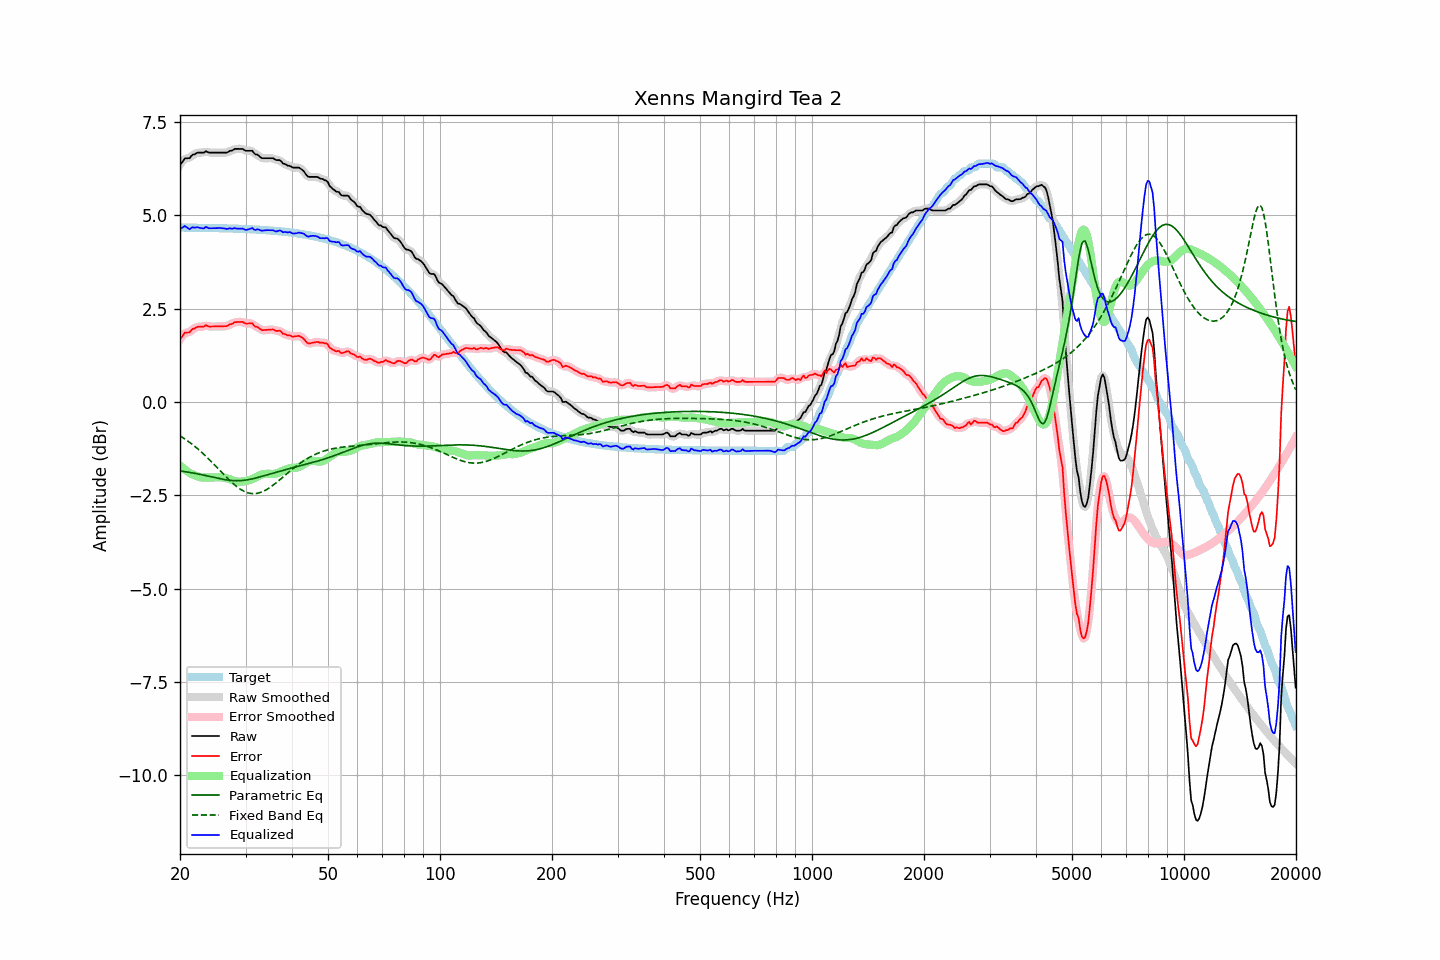 Xenns Mangird Tea 2
Amplitude (dBr)
7.5
5.0
2.5
0.0
−2.5
−5.0
−7.5
−10.0
Target
Raw Smoothed
Error Smoothed
Raw
Error
Equalization
Parametric Eq
Fixed Band Eq
Equalized
20 50 100 200 500 1000 2000 5000 10000 20000
Frequency (Hz)